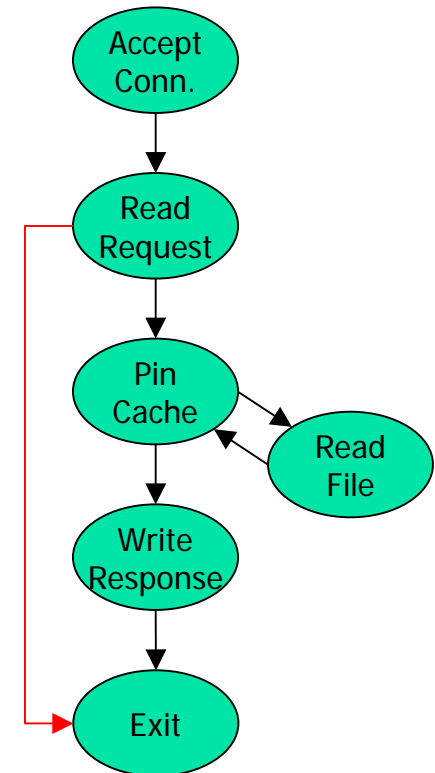 Accept
Conn.
Read
Request
Pin
Cache
Read
File
Write
Response
Exit